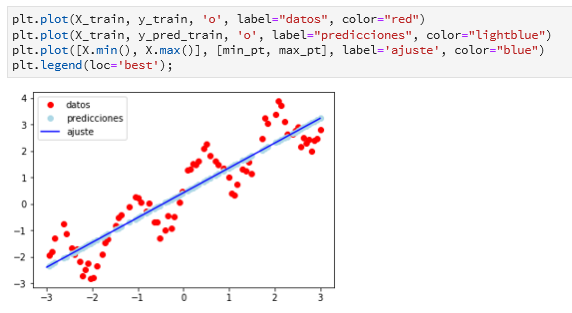 plt.plot(X_train, y_train, 'o', label="datos", color="red")
plt.plot(X_train, y_pred_train, 'o', label="predicciones", color="lightblue")
plt.plot([X.min(), X.max()], [min_pt, max_pt], label='ajuste', color="blue")
plt.legend(loc='best');
4
datos
predicciones
ajuste
3
2
1
0
−1
−2
−3
−3 −2 −1 0 1 2 3